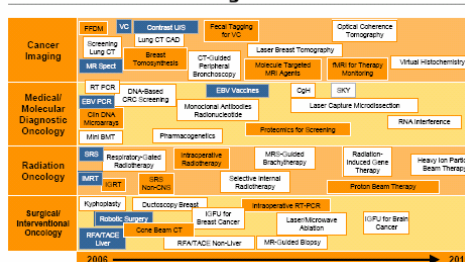 Cancer
Imaging
FFDM
VC
Contrast U/S
Fecal Tagging
for VC
Optical Coherence
Tomography
Screening
Lung CT
Lung CT CAD
Laser Breast Tomography
MR Spect
Breast
Tomosynthesis
CT-Guided
Peripheral
Bronchoscopy
Molecule Targeted
MRI Agents
fMRI for Therapy
Monitoring
Virtual Histochemistry
Medical/
Molecular
Diagnostic
Oncology
RT PCR
DNA-Based
CRC Screening
EBV Vaccines
CgH
SKY
EBV PCR
Monoclonal Antibodies
Radionucleotide
Laser Capture Microdissection
Clin DNA
Microarrays
Proteomics for Screening
RNA Interference
Mini BMT
Pharmacogenetics
Radiation
Oncology
SRS
Respiratory-Gated
Radiotherapy
Intraoperative
Radiotherapy
MRS-Guided
Brachytherapy
Radiation-
Induced Gene
Therapy
Heavy Ion Partic
Beam Therapy
IMRT
IGRT
SRS
Non-CNS
Selective Internal
Radiotherapy
Proton Beam Therapy
Surgical/
Interventional
Oncology
Kyphoplasty
Ductoscopy Breast
Intraoperative RT-PCR
Robotic Surgery
IGFU for
Breast Cancer
Laser/Microwave
Ablation
IGFU for Brain
Cancer
RFA/TACE
Liver
Cone Beam CT
RFA/TACE Non-Liver
MR-Guided Biopsy
2006
201